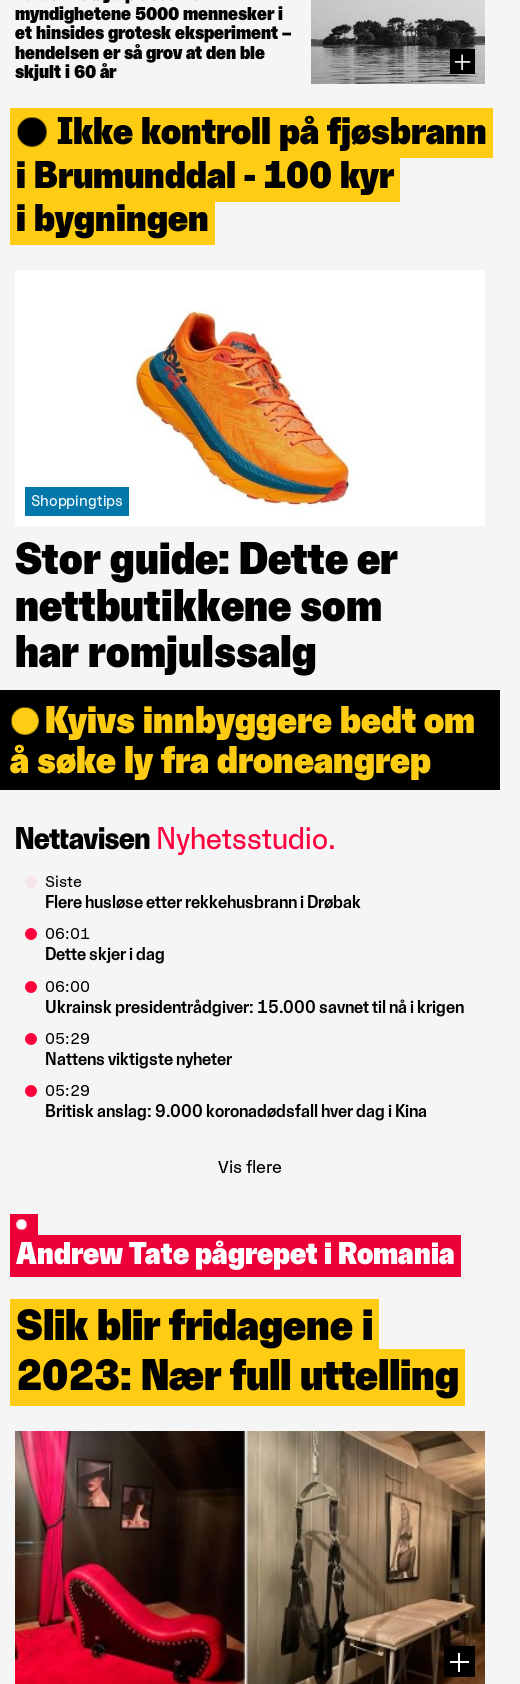 myndighetene 5000 mennesker i
et hinsides grotesk eksperiment –
hendelsen er så grov at den ble
skjult i 60 år
Ikke kontroll på fjøsbrann
i Brumunddal - 100 kyr
i bygningen
Shoppingtips
Stor guide: Dette er
nettbutikkene som
har romjulssalg
Kyivs innbyggere bedt om
å søke ly fra droneangrep
Nettavisen Nyhetsstudio.
Siste
Flere husløse etter rekkehusbrann i Drøbak
06:01
Dette skjer i dag
06:00
Ukrainsk presidentrådgiver: 15.000 savnet til nå i krigen
05:29
Nattens viktigste nyheter
05:29
Britisk anslag: 9.000 koronadødsfall hver dag i Kina
Vis flere
Andrew Tate pågrepet i Romania
Slik blir fridagene i
2023: Nær full uttelling